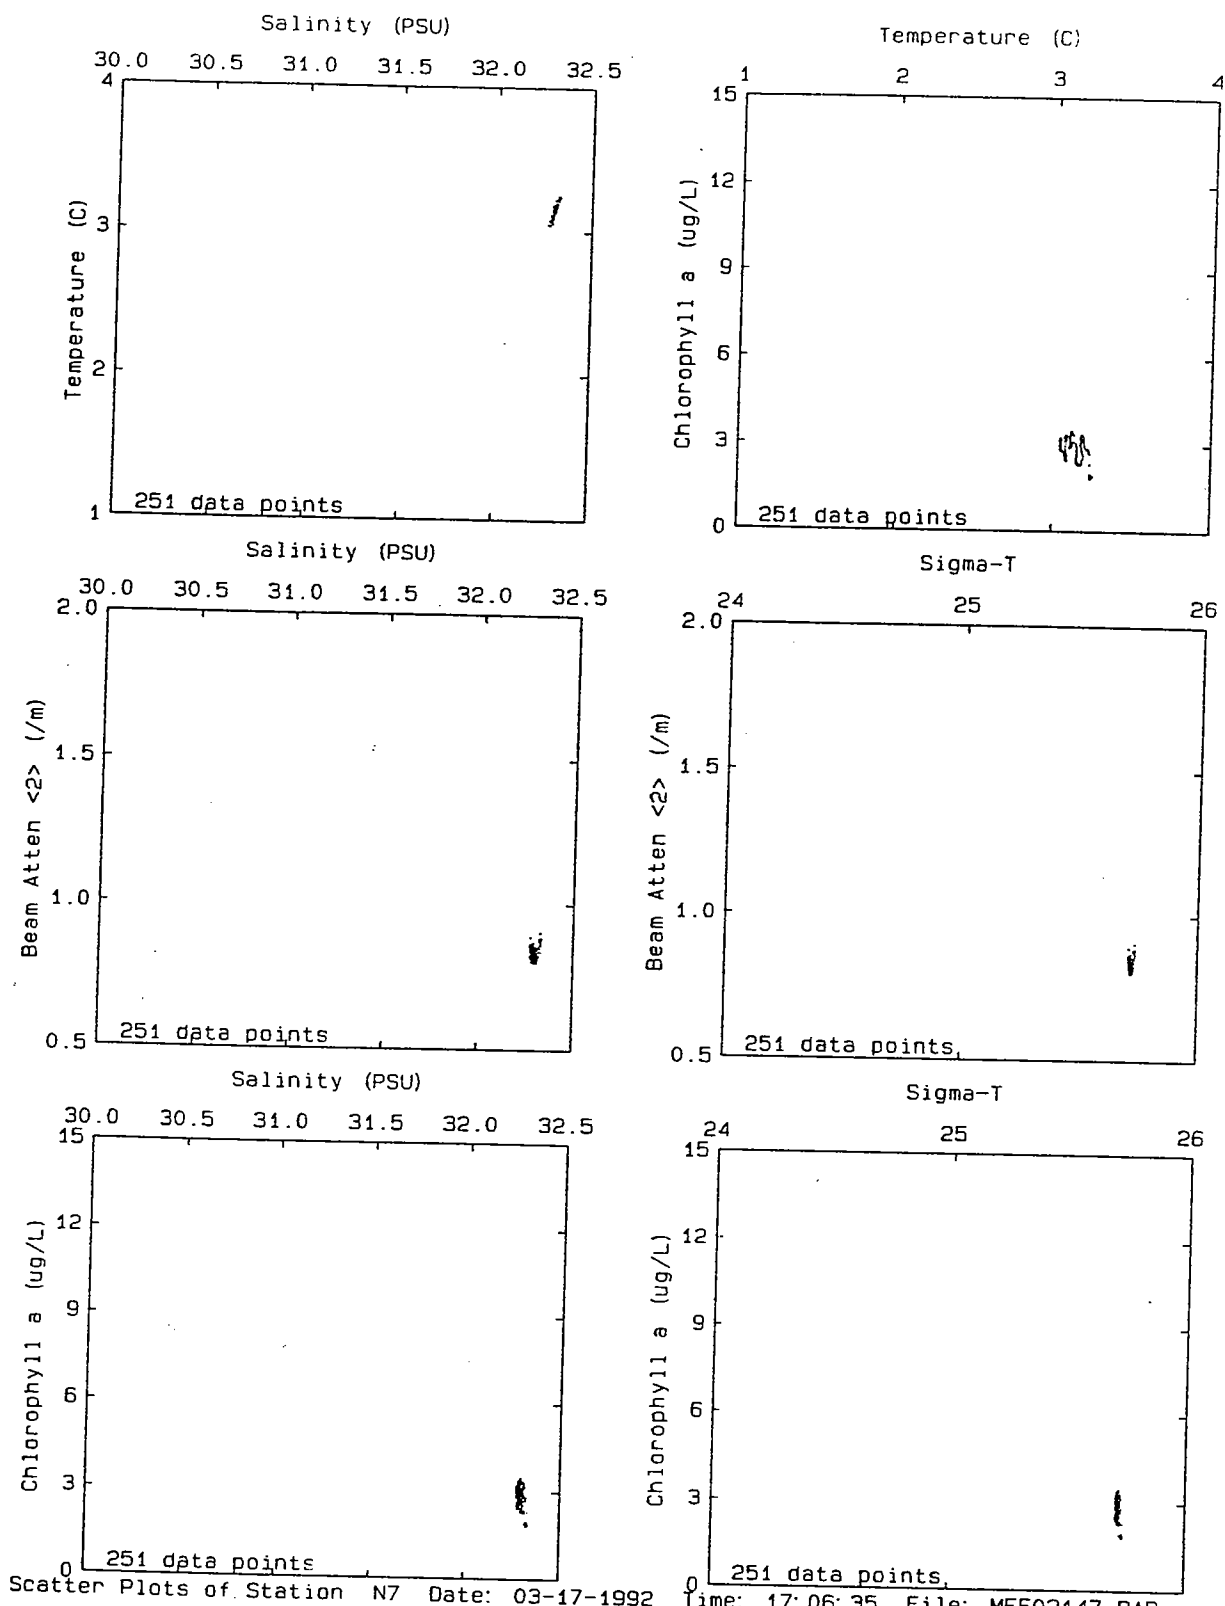 Salinity (PSU)
30.0 30.5 31.0 31.5 32.0 32.5
4
3
2
1
Temperature (C)
251 data points
Temperature (C)
1 2 3 4
15
12
9
6
3
0
Chlorophyll a (ug/L)
251 data points
Salinity (PSU)
30.0 30.5 31.0 31.5 32.0 32.5
2.0
1.5
1.0
0.5
Beam Atten <2> (/m)
251 data points
Sigma-T
24 25 26
2.0
1.5
1.0
0.5
Beam Atten <2> (/m)
251 data points
Salinity (PSU)
30.0 30.5 31.0 31.5 32.0 32.5
15
12
9
6
3
0
Chlorophyll a (ug/L)
251 data points
Sigma-T
24 25 26
15
12
9
6
3
0
Chlorophyll a (ug/L)
251 data points
Scatter Plots of Station N7 Date: 03-17-1992 Time: 17:06:35 File: